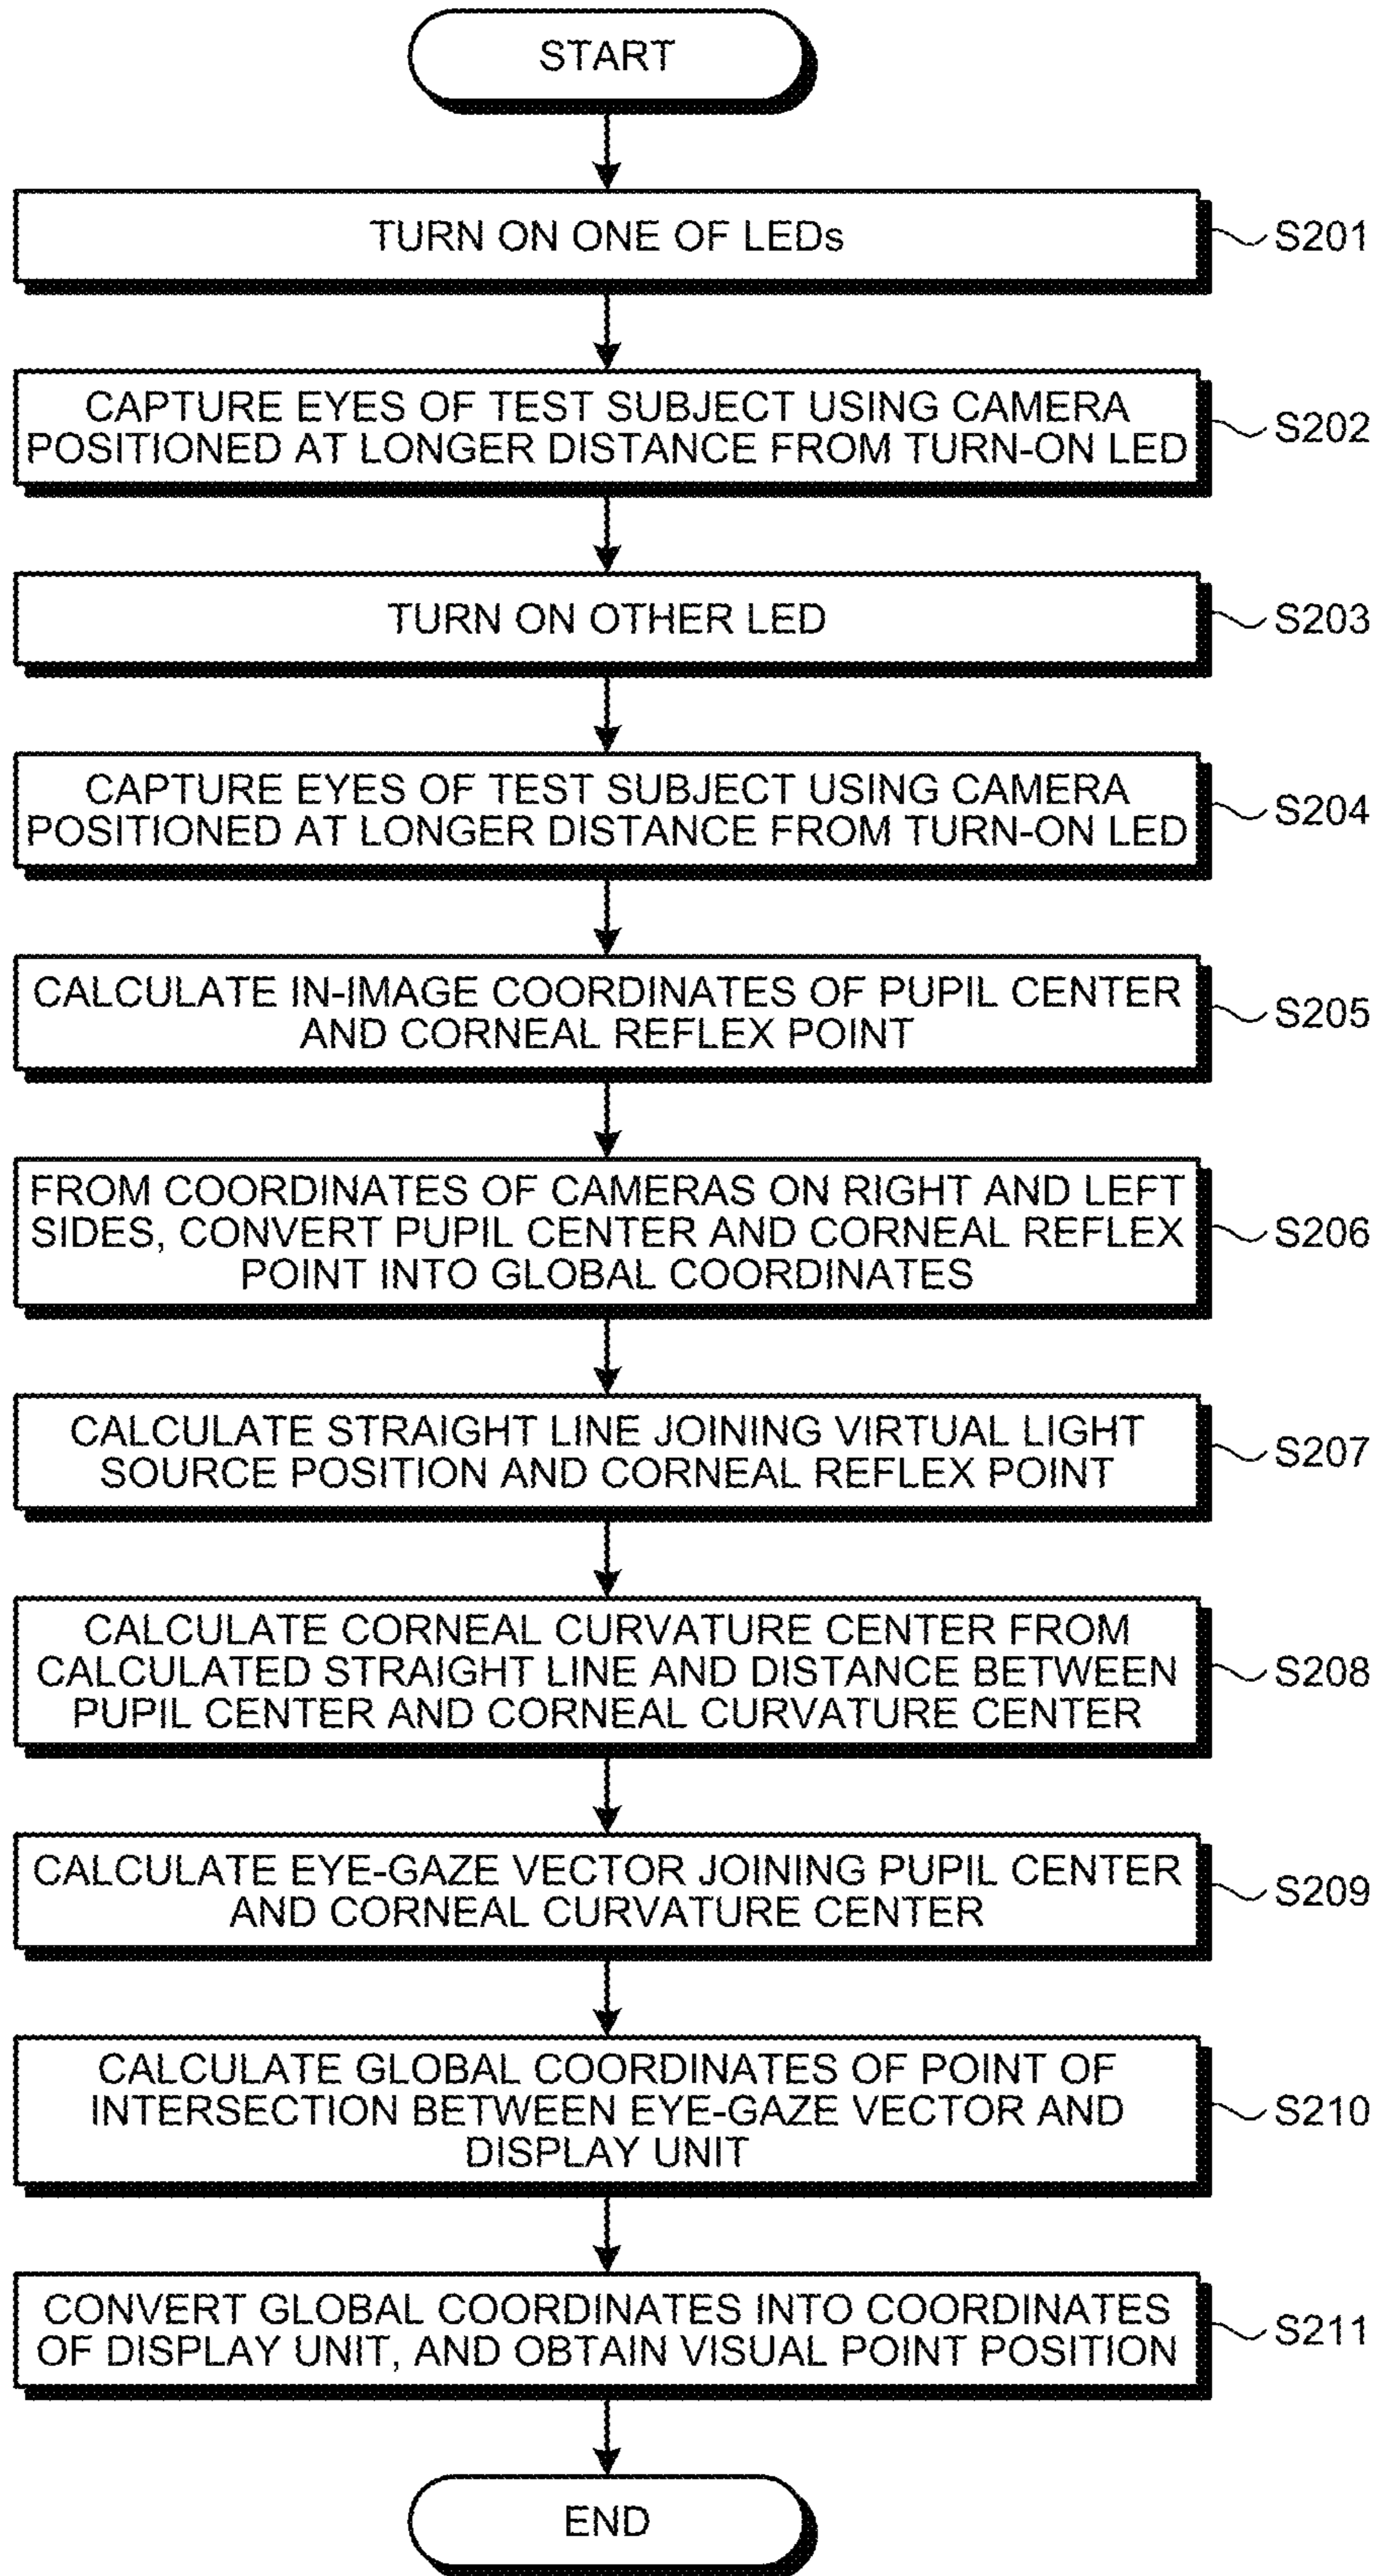 START
TURN ON ONE OF LEDs
S201
CAPTURE EYES OF TEST SUBJECT USING CAMERA
POSITIONED AT LONGER DISTANCE FROM TURN-ON LED
S202
TURN ON OTHER LED
S203
CAPTURE EYES OF TEST SUBJECT USING CAMERA
POSITIONED AT LONGER DISTANCE FROM TURN-ON LED
S204
CALCULATE IN-IMAGE COORDINATES OF PUPIL CENTER
AND CORNEAL REFLEX POINT
S205
FROM COORDINATES OF CAMERAS ON RIGHT AND LEFT
SIDES, CONVERT PUPIL CENTER AND CORNEAL REFLEX
POINT INTO GLOBAL COORDINATES
S206
CALCULATE STRAIGHT LINE JOINING VIRTUAL LIGHT
SOURCE POSITION AND CORNEAL REFLEX POINT
S207
CALCULATE CORNEAL CURVATURE CENTER FROM
CALCULATED STRAIGHT LINE AND DISTANCE BETWEEN
PUPIL CENTER AND CORNEAL CURVATURE CENTER
S208
CALCULATE EYE-GAZE VECTOR JOINING PUPIL CENTER
AND CORNEAL CURVATURE CENTER
S209
CALCULATE GLOBAL COORDINATES OF POINT OF
INTERSECTION BETWEEN EYE-GAZE VECTOR AND
DISPLAY UNIT
S210
CONVERT GLOBAL COORDINATES INTO COORDINATES
OF DISPLAY UNIT, AND OBTAIN VISUAL POINT POSITION
S211
END